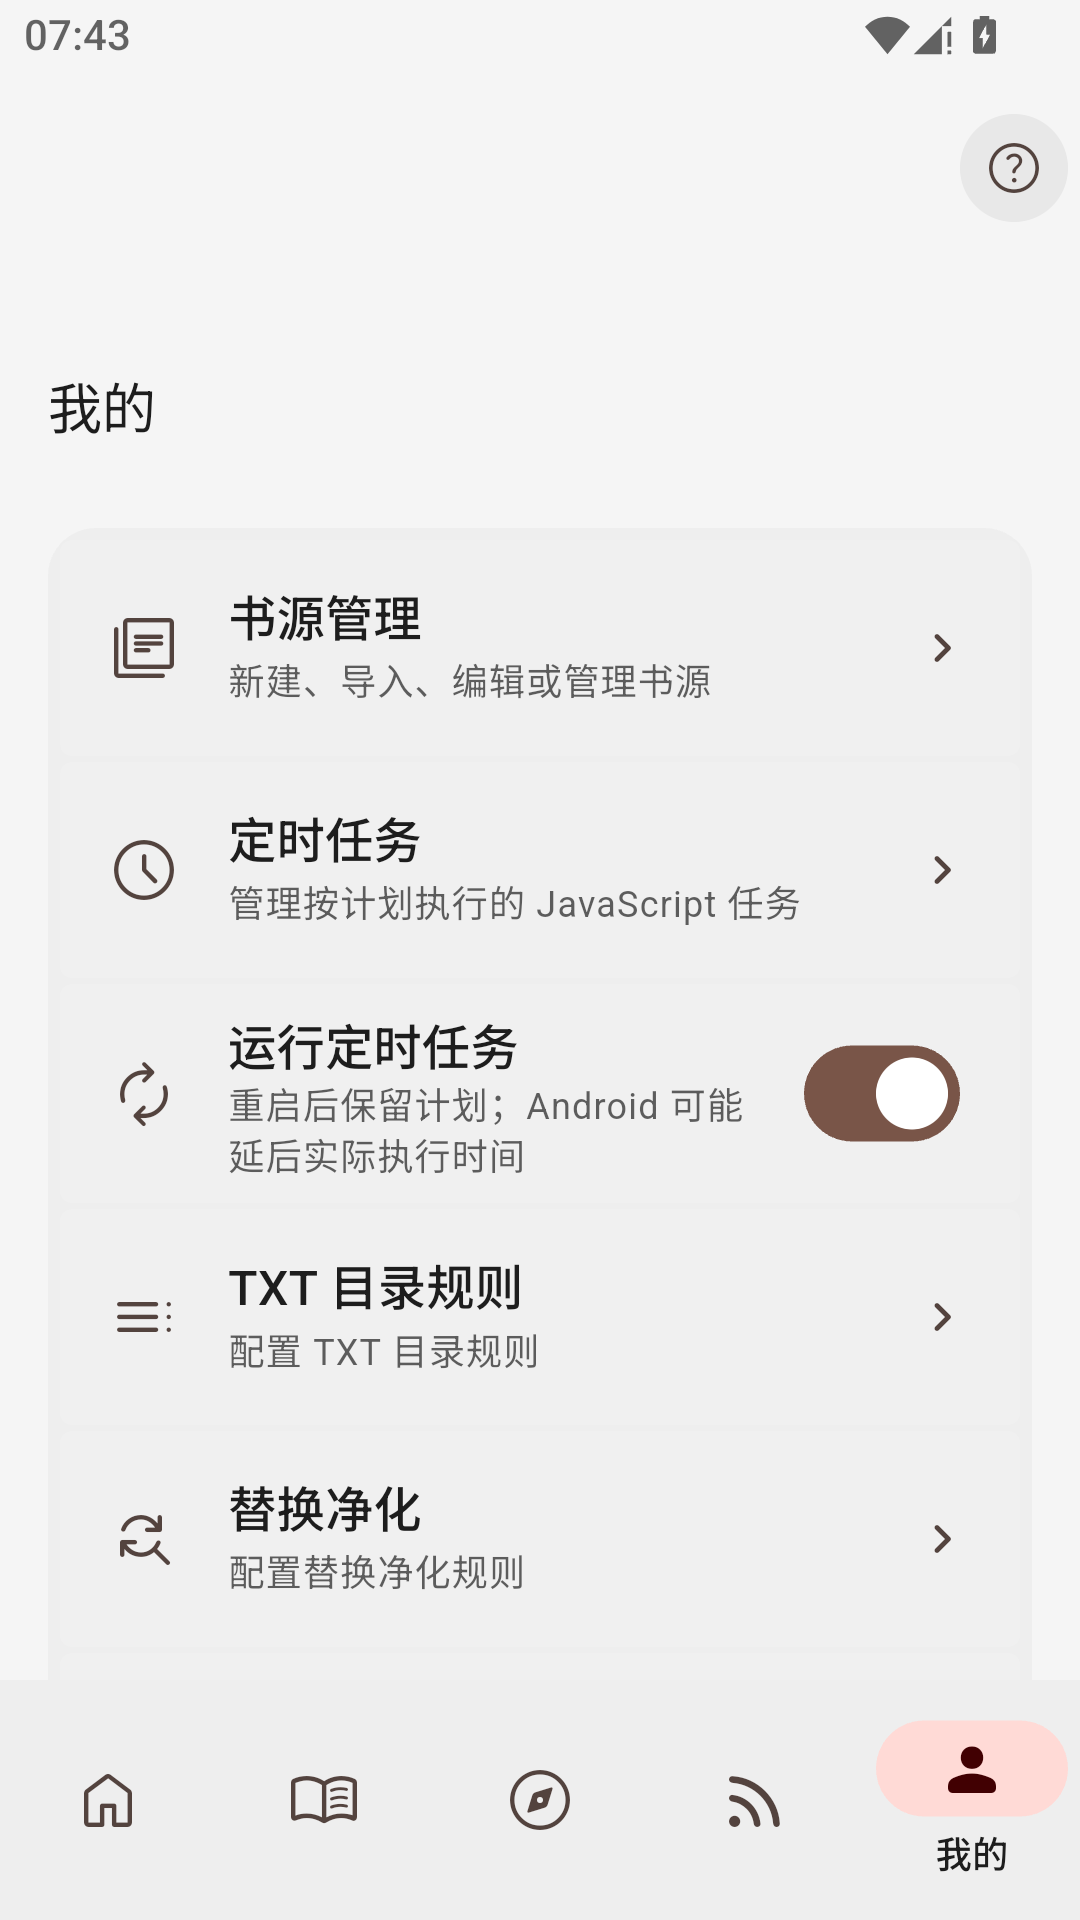 07:43
我的
书源管理
新建、导入、编辑或管理书源
定时任务
管理按计划执行的 JavaScript 任务
运行定时任务
重启后保留计划；Android 可能
延后实际执行时间
TXT 目录规则
配置 TXT 目录规则
替换净化
配置替换净化规则
我的